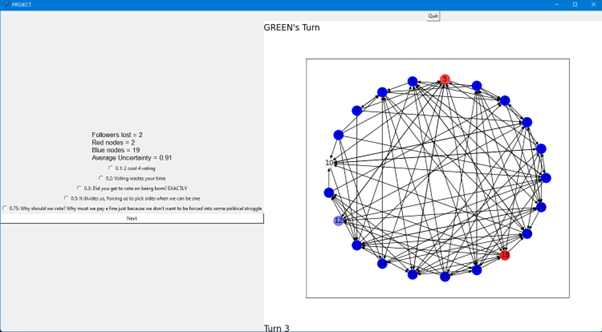 PROJECT
Quit
GREEN's Turn
Followers lost = 2
Red nodes = 2
Blue nodes = 19
Average Uncertainty = 0.91
0.1: 2 cool 4 voting
0.2: Voting wastes your time
0.3: Did you get to vote on being born? EXACTLY
0.5: It divides us, forcing us to pick sides when we can be one
0.75: Why should we vote? Why must we pay a fine just because we don't want to be forced into some political struggle
Next
5
10
12
18
Turn 3